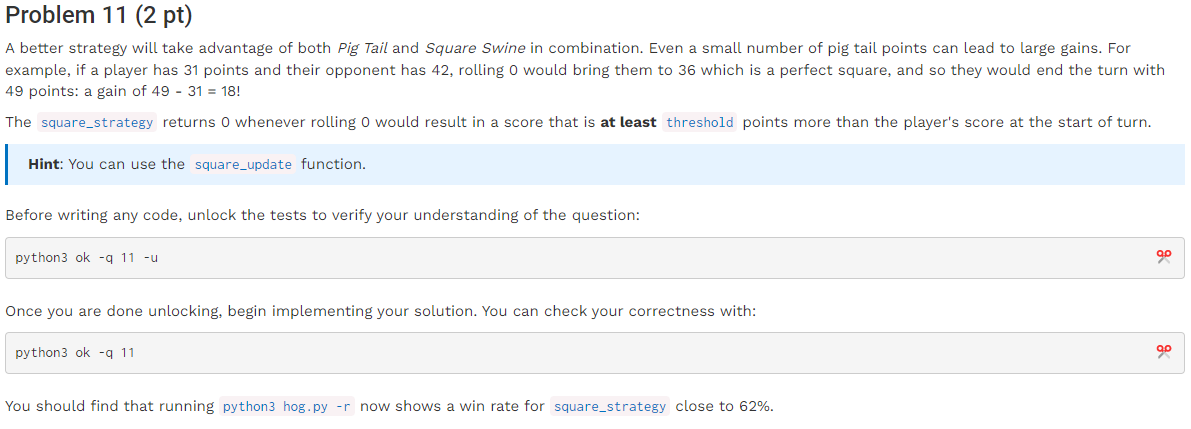 Problem 11 (2 pt)
A better strategy will take advantage of both Pig Tail and Square Swine in combination. Even a small number of pig tail points can lead to large gains. For
example, if a player has 31 points and their opponent has 42, rolling 0 would bring them to 36 which is a perfect square, and so they would end the turn with
49 points: a gain of 49 - 31 = 18!
The square_strategy returns 0 whenever rolling 0 would result in a score that is at least threshold points more than the player's score at the start of turn.
Hint: You can use the square_update function.
Before writing any code, unlock the tests to verify your understanding of the question:
python3 ok -q 11 -u
Once you are done unlocking, begin implementing your solution. You can check your correctness with:
python3 ok -q 11
You should find that running python3 hog.py -r now shows a win rate for square_strategy close to 62%.